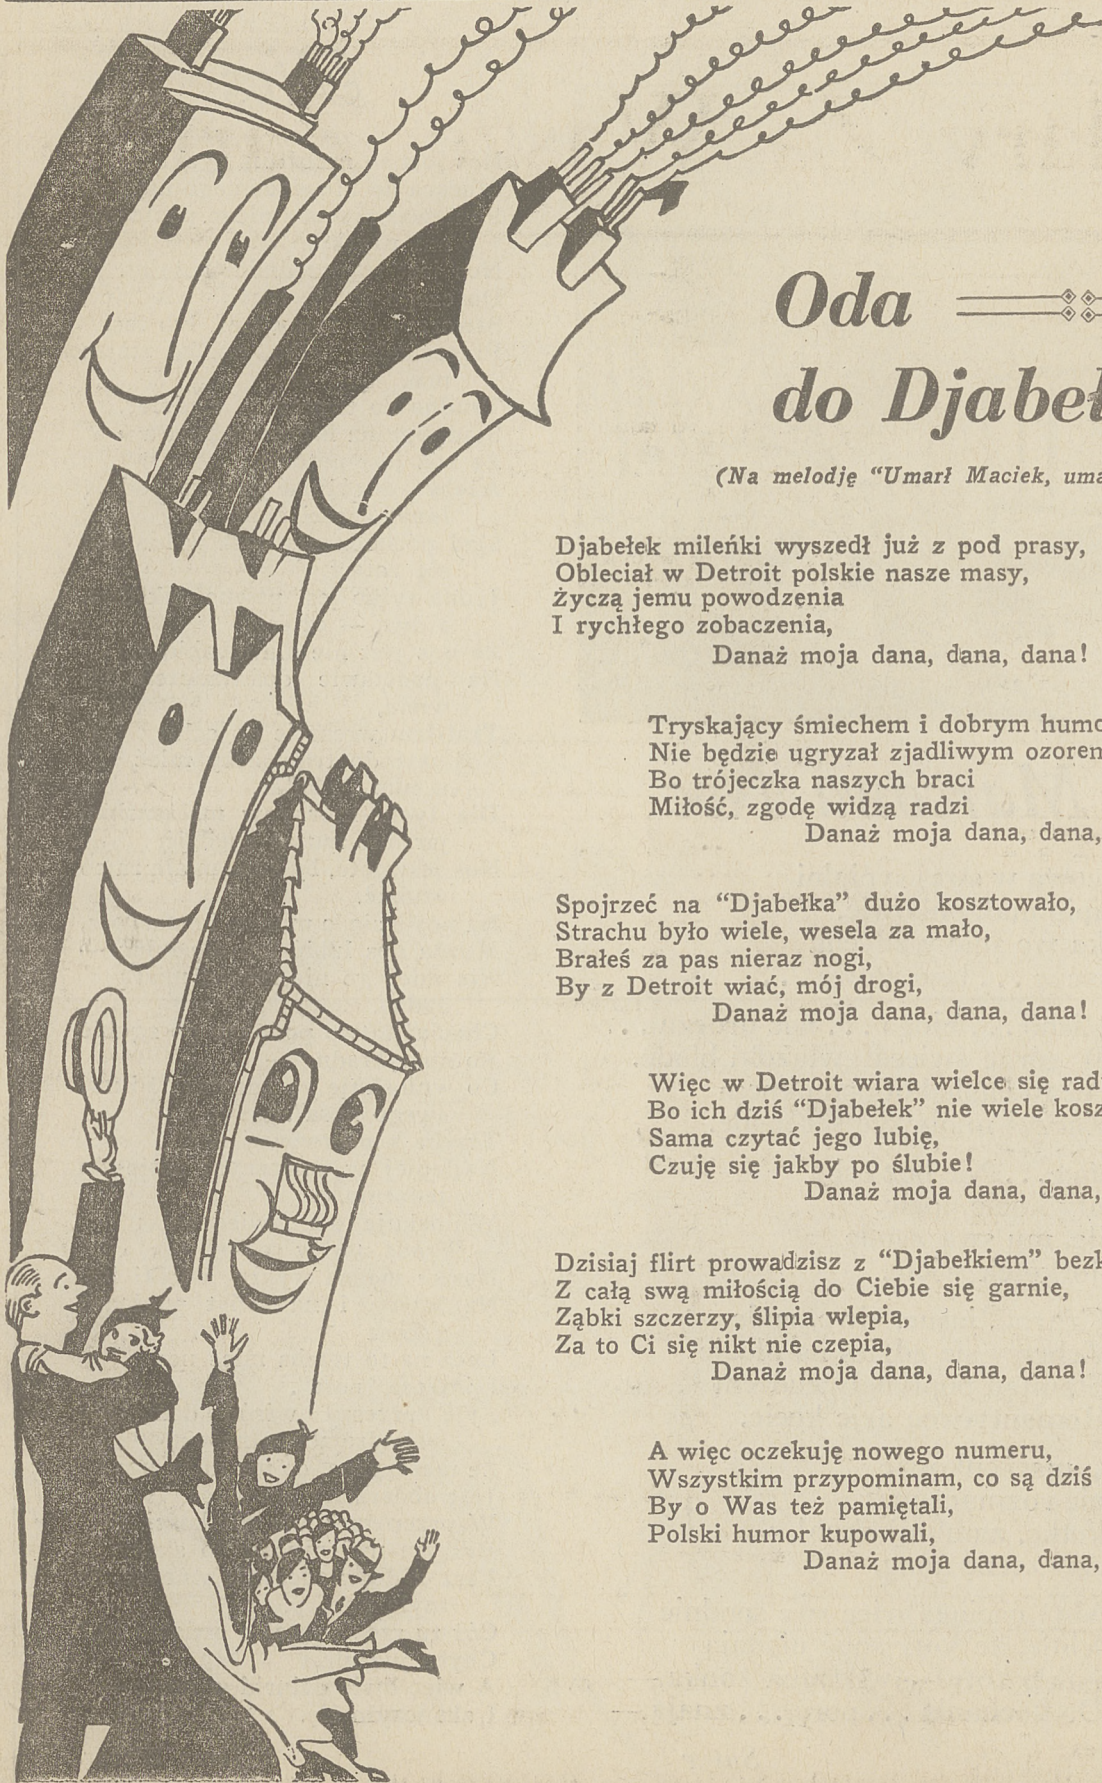 Oda
do Djabeł
(Na melodję “Umarł Maciek, uma
Djabełek mileńki wyszedł już z pod prasy,
Obleciał w Detroit polskie nasze masy,
Życzą jemu powodzenia
I rychłego zobaczenia,
Danaż moja dana, dana, dana!
Tryskający śmiechem i dobrym humo
Nie będzie ugryzał zjadliwym ozorem
Bo trójeczka naszych braci
Miłość, zgodę widzą radzi
Danaż moja dana, dana,
Spojrzeć na “Djabełka” dużo kosztowało,
Strachu było wiele, wesela za mało,
Brałeś za pas nieraz nogi,
By z Detroit wiać, mój drogi,
Danaż moja dana, dana, dana!
Więc w Detroit wiara wielce się rad
Bo ich dziś “Djabełek” nie wiele kosz
Sama czytać jego lubię,
Czuję się jakby po ślubie!
Danaż moja dana, dana,
Dzisiaj flirt prowadzisz z “Djabełkiem” bezk
Z całą swą miłością do Ciebie się garnie,
Ząbki szczerzy, ślipia wlepia,
Za to Ci się nikt nie czepia,
Danaż moja dana, dana, dana!
A więc oczekuję nowego numeru,
Wszystkim przypominam, co są dziś
By o Was też pamiętali,
Polski humor kupowali,
Danaż moja dana, dana,